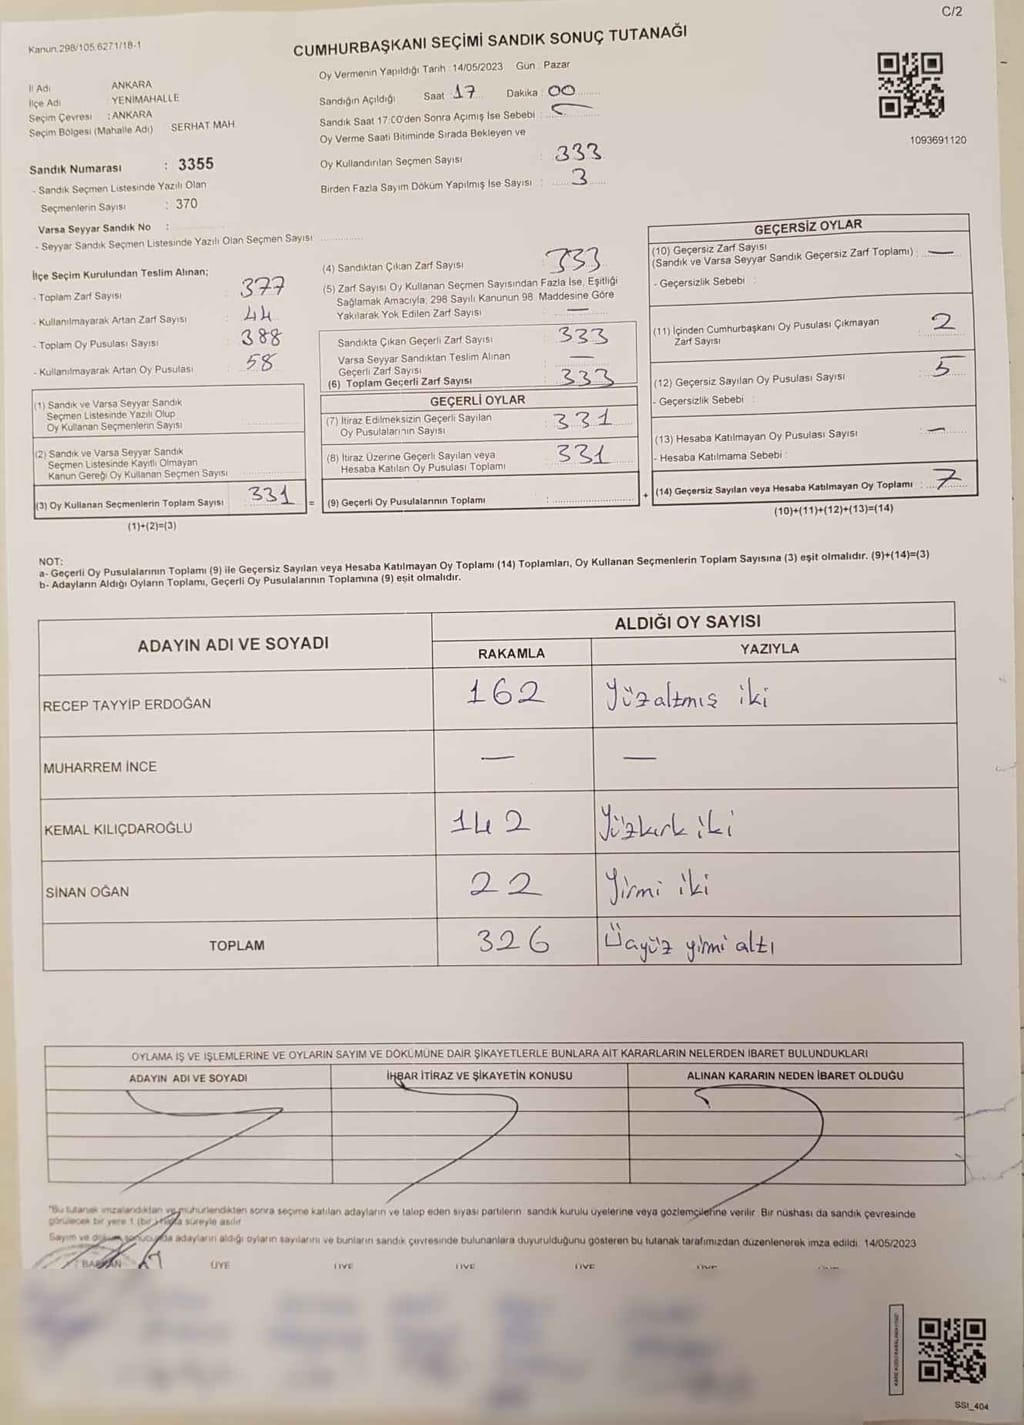 C/2
Kanun.298/105.6271/18-1
CUMHURBAŞKANI SEÇİMİ SANDIK SONUÇ TUTANAĞI
Oy Vermenin Yapıldığı Tarih : 14/05/2023 Gün : Pazar
İl Adı ANKARA
İlçe Adı YENİMAHALLE
Seçim Çevresi : ANKARA
Seçim Bölgesi (Mahalle Adı) SERHAT MAH.
Sandığın Açıldığı Saat 17 Dakika : 00
Sandık Saat 17:00'den Sonra Açımış İse Sebebi :
Oy Verme Saati Bitiminde Sırada Bekleyen ve
Oy Kullandırılan Seçmen Sayısı : 333
Birden Fazla Sayım Döküm Yapılmış İse Sayısı : 3
1093691120
Sandık Numarası : 3355
- Sandık Seçmen Listesinde Yazılı Olan
Seçmenlerin Sayısı : 370
Varsa Seyyar Sandık No :
- Seyyar Sandık Seçmen Listesinde Yazılı Olan Seçmen Sayısı
İlçe Seçim Kurulundan Teslim Alınan;
- Toplam Zarf Sayısı : 377
- Kullanılmayarak Artan Zarf Sayısı : 44
- Toplam Oy Pusulası Sayısı : 388
- Kullanılmayarak Artan Oy Pusulası : 58
(1) Sandık ve Varsa Seyyar Sandık
Seçmen Listesinde Yazılı Olup
Oy Kullanan Seçmenlerin Sayısı :
(2) Sandık ve Varsa Seyyar Sandık
Seçmen Listesinde Kayıtlı Olmayan
Kanun Gereği Oy Kullanan Seçmen Sayısı :
(3) Oy Kullanan Seçmenlerin Toplam Sayısı : 331 =
(1)+(2)=(3)
(4) Sandıktan Çıkan Zarf Sayısı : 333
(5) Zarf Sayısı Oy Kullanan Seçmen Sayısından Fazla İse, Eşitliği
Sağlamak Amacıyla, 298 Sayılı Kanunun 98. Maddesine Göre
Yakılarak Yok Edilen Zarf Sayısı : —
Sandıkta Çıkan Geçerli Zarf Sayısı : 333
Varsa Seyyar Sandıktan Teslim Alınan
Geçerli Zarf Sayısı : —
(6) Toplam Geçerli Zarf Sayısı : 333
GEÇERLİ OYLAR
(7) İtiraz Edilmeksizin Geçerli Sayılan
Oy Pusulalarının Sayısı : 331
(8) İtiraz Üzerine Geçerli Sayılan veya
Hesaba Katılan Oy Pusulası Toplamı : 331
(9) Geçerli Oy Pusulalarının Toplamı : +
GEÇERSİZ OYLAR
(10) Geçersiz Zarf Sayısı
(Sandık ve Varsa Seyyar Sandık Geçersiz Zarf Toplamı) : —
- Geçersizlik Sebebi :
(11) İçinden Cumhurbaşkanı Oy Pusulası Çıkmayan
Zarf Sayısı : 2
(12) Geçersiz Sayılan Oy Pusulası Sayısı : 5
- Geçersizlik Sebebi :
(13) Hesaba Katılmayan Oy Pusulası Sayısı : —
- Hesaba Katılmama Sebebi :
(14) Geçersiz Sayılan veya Hesaba Katılmayan Oy Toplamı : 7
(10)+(11)+(12)+(13)=(14)
NOT:
a- Geçerli Oy Pusulalarının Toplamı (9) ile Geçersiz Sayılan veya Hesaba Katılmayan Oy Toplamı (14) Toplamları, Oy Kullanan Seçmenlerin Toplam Sayısına (3) eşit olmalıdır. (9)+(14)=(3)
b- Adayların Aldığı Oyların Toplamı, Geçerli Oy Pusulalarının Toplamına (9) eşit olmalıdır.
ADAYIN ADI VE SOYADI ALDIĞI OY SAYISI
RAKAMLA YAZIYLA
RECEP TAYYİP ERDOĞAN 162 Yüzaltmış iki
MUHARREM İNCE — —
KEMAL KILIÇDAROĞLU 142 Yüzkırk iki
SİNAN OĞAN 22 Yirmi iki
TOPLAM 326 Üçyüz yirmi altı
OYLAMA İŞ VE İŞLEMLERİNE VE OYLARIN SAYIM VE DÖKÜMÜNE DAİR ŞİKAYETLERLE BUNLARA AİT KARARLARIN NELERDEN İBARET BULUNDUKLARI
ADAYIN ADI VE SOYADI İHBAR İTİRAZ VE ŞİKAYETİN KONUSU ALINAN KARARIN NEDEN İBARET OLDUĞU
"Bu tutanak imzalandıktan ve mühürlendikten sonra seçime katılan adayların ve talep eden siyasi partilerin sandık kurulu üyelerine veya gözlemcilerine verilir. Bir nüshası da sandık çevresinde
görülecek bir yere 1 (bir) hafta süreyle asılır.
Sayım ve döküm sonucunda adayların aldığı oyların sayılarını ve bunların sandık çevresinde bulunanlara duyurulduğunu gösteren bu tutanak tarafımızdan düzenlenerek imza edildi. 14/05/2023
BAŞKAN ÜYE ÜYE ÜYE ÜYE
SSI_404